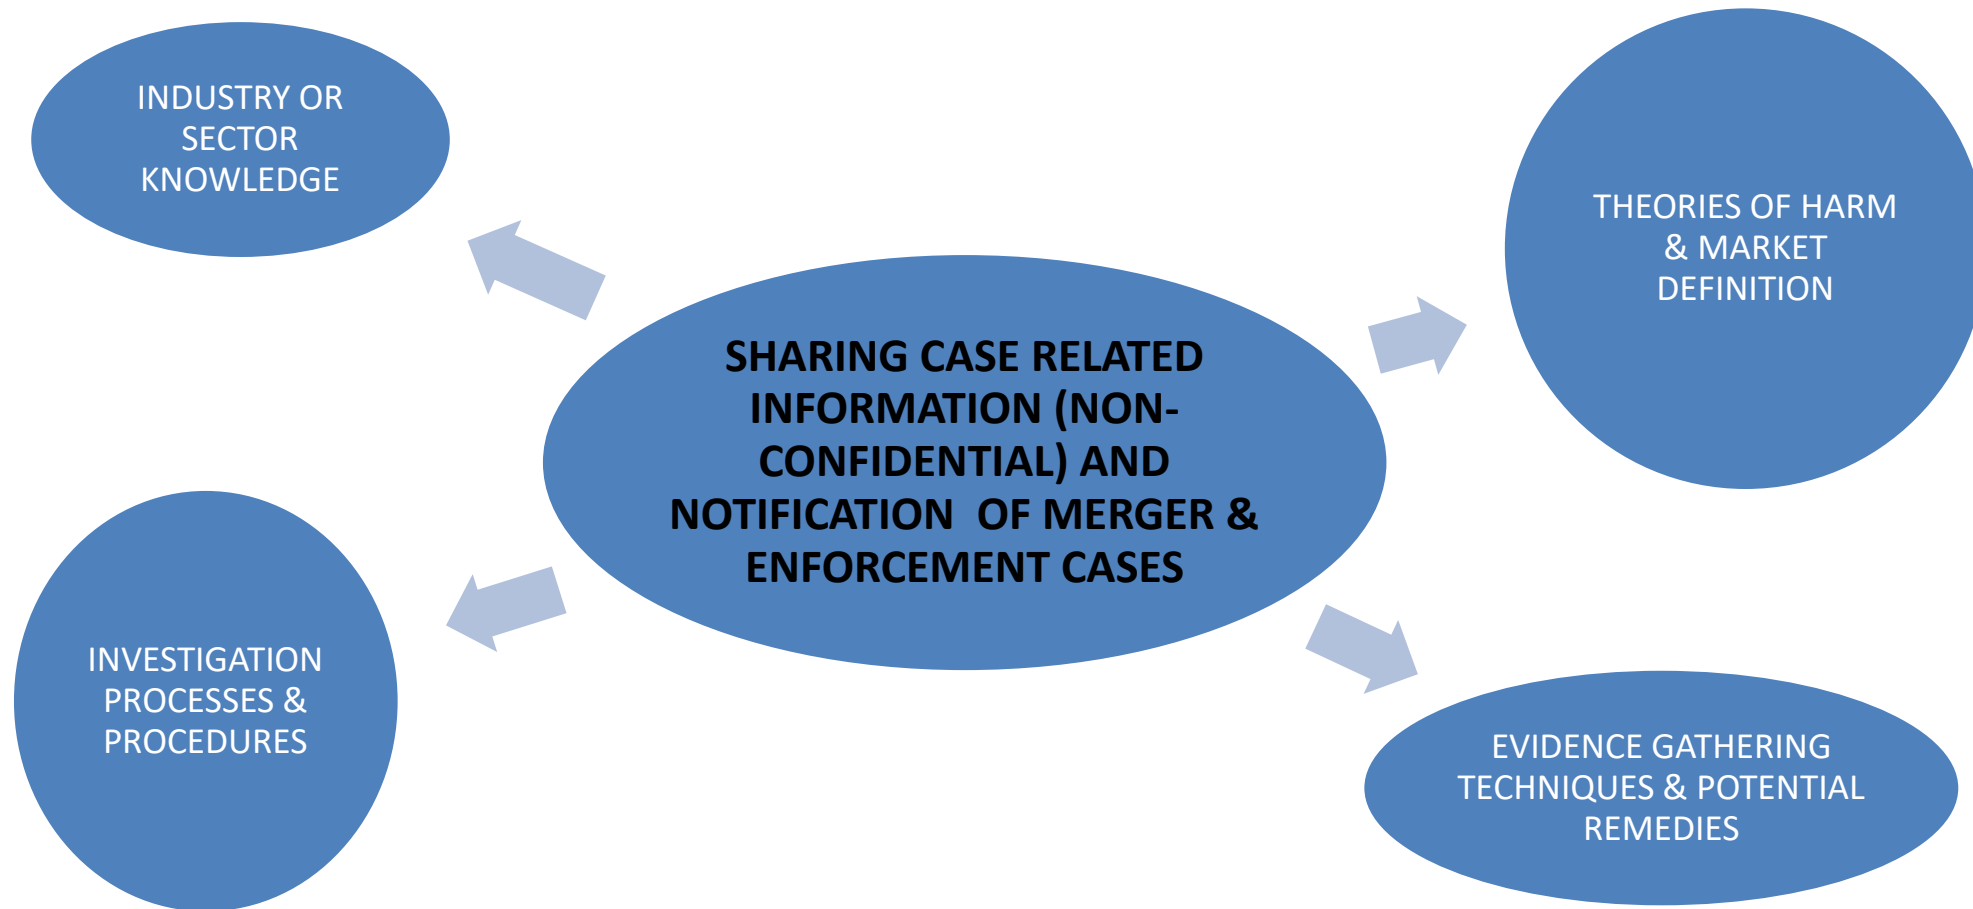 INDUSTRY OR
SECTOR
KNOWLEDGE
THEORIES OF HARM
& MARKET
DEFINITION
SHARING CASE RELATED
INFORMATION (NON-
CONFIDENTIAL) AND
NOTIFICATION  OF MERGER &
ENFORCEMENT CASES
INVESTIGATION
PROCESSES &
PROCEDURES
EVIDENCE GATHERING
TECHNIQUES & POTENTIAL
REMEDIES